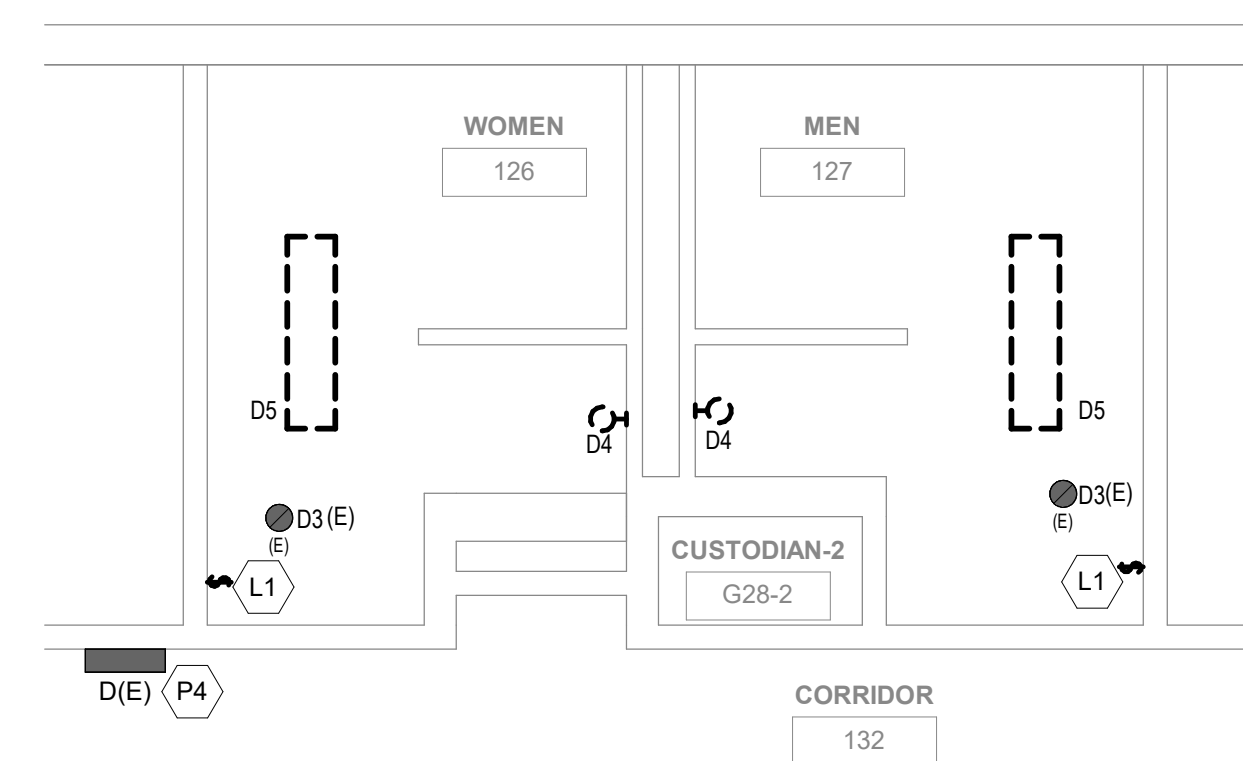 WOMEN
126
MEN
127
D5
D4
D4
D5
D3 (E)
(E)
D3(E)
(E)
L1
CUSTODIAN-2
G28-2
L1
D(E)
P4
CORRIDOR
132